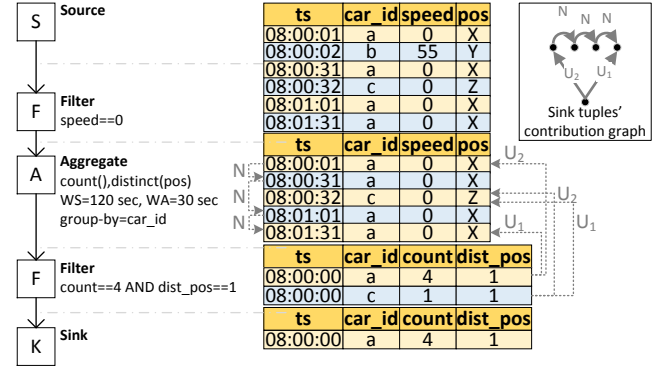 S
Source
F
Filter
speed==0
A
Aggregate
count(),distinct(pos)
WS=120 sec, WA=30 sec
group-by=car_id
F
Filter
count==4 AND dist_pos==1
K
Sink
ts car_id speed pos
08:00:01 a 0 X
08:00:02 b 55 Y
08:00:31 a 0 X
08:00:32 c 0 Z
08:01:01 a 0 X
08:01:31 a 0 X
ts car_id speed pos
08:00:01 a 0 X
08:00:31 a 0 X
08:00:32 c 0 Z
08:01:01 a 0 X
08:01:31 a 0 X
N
N
N
U2
U2
U1
U1
ts car_id count dist_pos
08:00:00 a 4 1
08:00:00 c 1 1
ts car_id count dist_pos
08:00:00 a 4 1
N N N
U2 U1
Sink tuples'
contribution graph